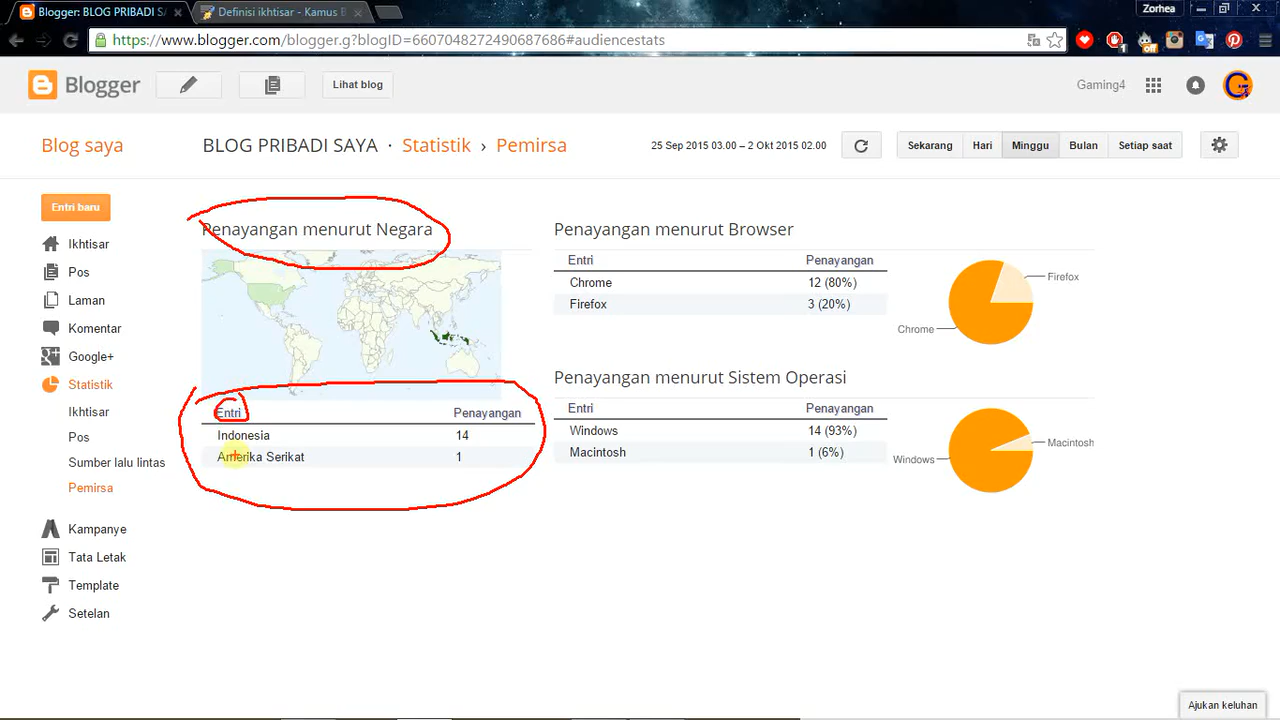 Blogger: BLOG PRIBADI SA
Definisi ikhtisar - Kamus B
Zorhea
https://www.blogger.com/blogger.g?blogID=6607048272490687686#audiencestats
1
off
Blogger
Lihat blog
Gaming4
G
Blog saya
BLOG PRIBADI SAYA · Statistik › Pemirsa
25 Sep 2015 03.00 – 2 Okt 2015 02.00
Sekarang
Hari
Minggu
Bulan
Setiap saat
Entri baru
Ikhtisar
Pos
Laman
Komentar
Google+
Statistik
Ikhtisar
Pos
Sumber lalu lintas
Pemirsa
Kampanye
Tata Letak
Template
Setelan
Penayangan menurut Negara
Entri Penayangan
Indonesia 14
Amerika Serikat 1
Penayangan menurut Browser
Entri Penayangan
Chrome 12 (80%)
Firefox 3 (20%)
Firefox
Chrome
Penayangan menurut Sistem Operasi
Entri Penayangan
Windows 14 (93%)
Macintosh 1 (6%)
Macintosh
Windows
Ajukan keluhan